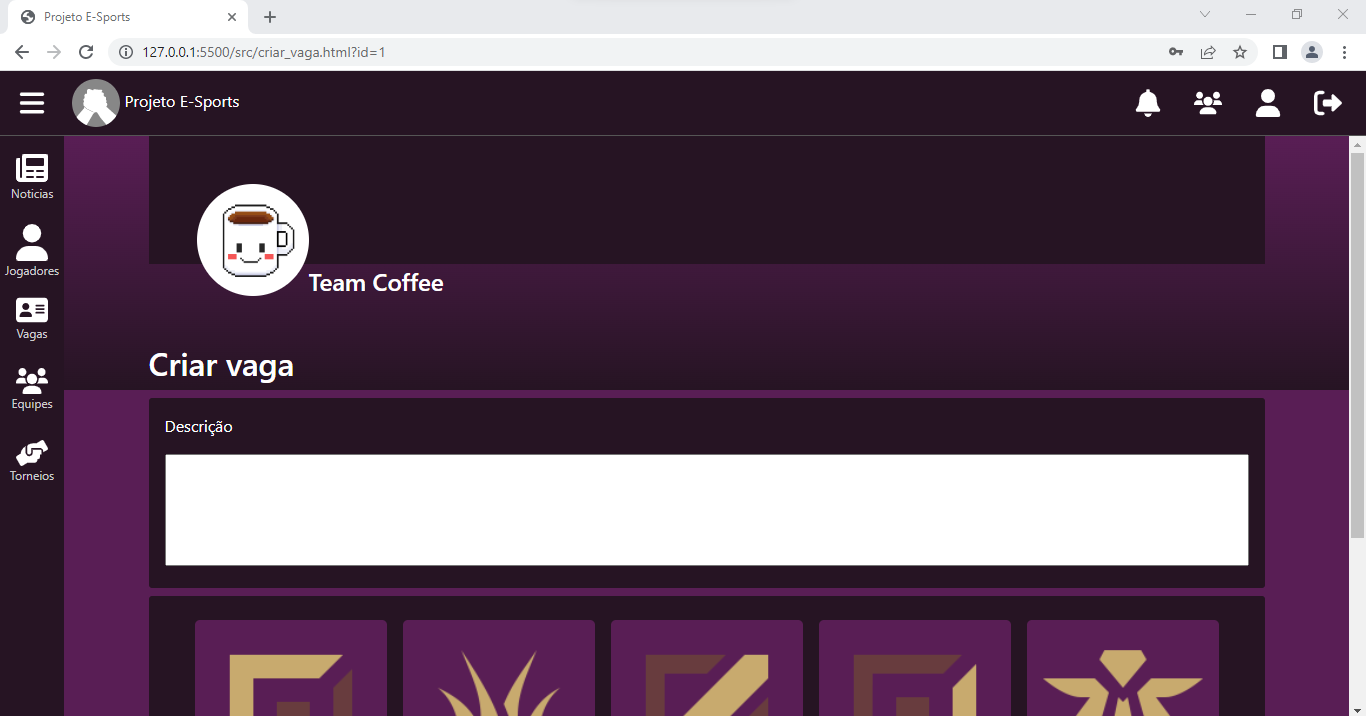 Projeto E-Sports
127.0.0.1:5500/src/criar_vaga.html?id=1
Projeto E-Sports
Noticias
Jogadores
Vagas
Equipes
Torneios
Team Coffee
Criar vaga
Descrição